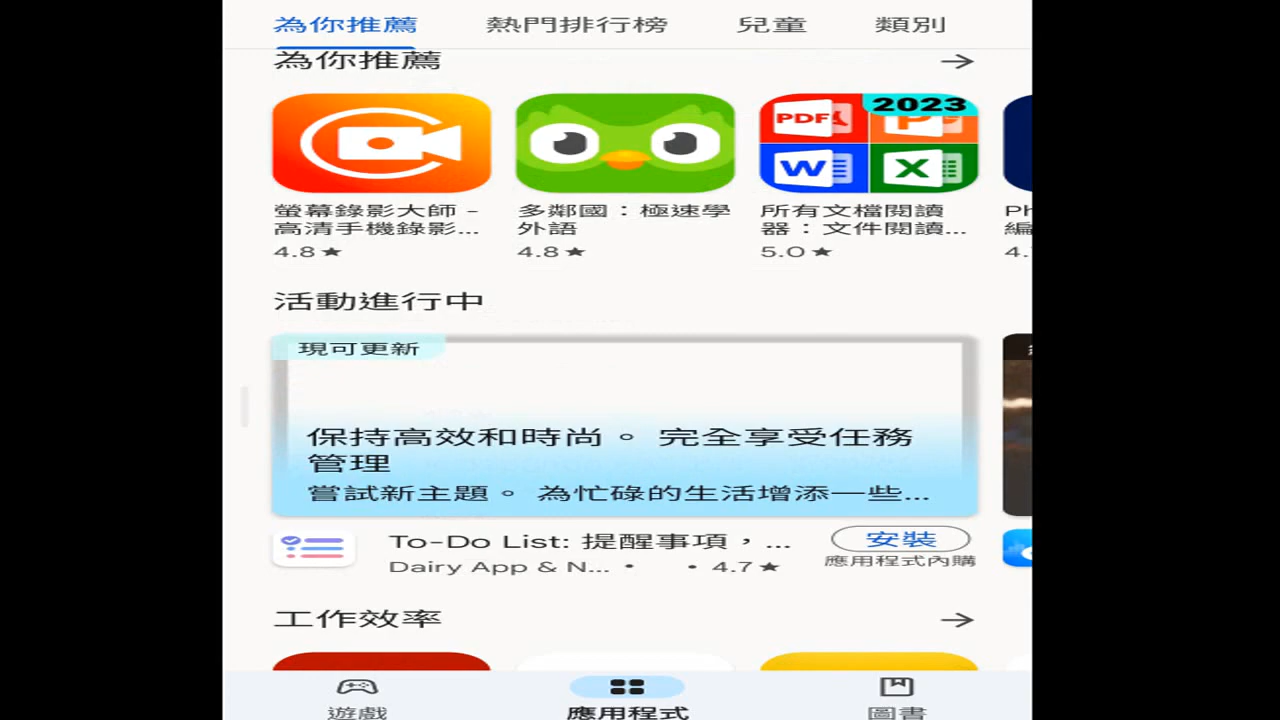 為你推薦 熱門排行榜 兒童 類別
為你推薦
PDF 2023 P
W X
螢幕錄影大師 - 高清手機錄影...
4.8★
多鄰國：極速學外語
4.8★
所有文檔閱讀器：文件閱讀...
5.0★
Ph
編
4.
活動進行中
現可更新
保持高效和時尚。 完全享受任務
管理
嘗試新主題。 為忙碌的生活增添一些...
To-Do List: 提醒事項，...
Dairy App & N... • • 4.7★
安裝
應用程式內購
工作效率
遊戲 應用程式 圖書